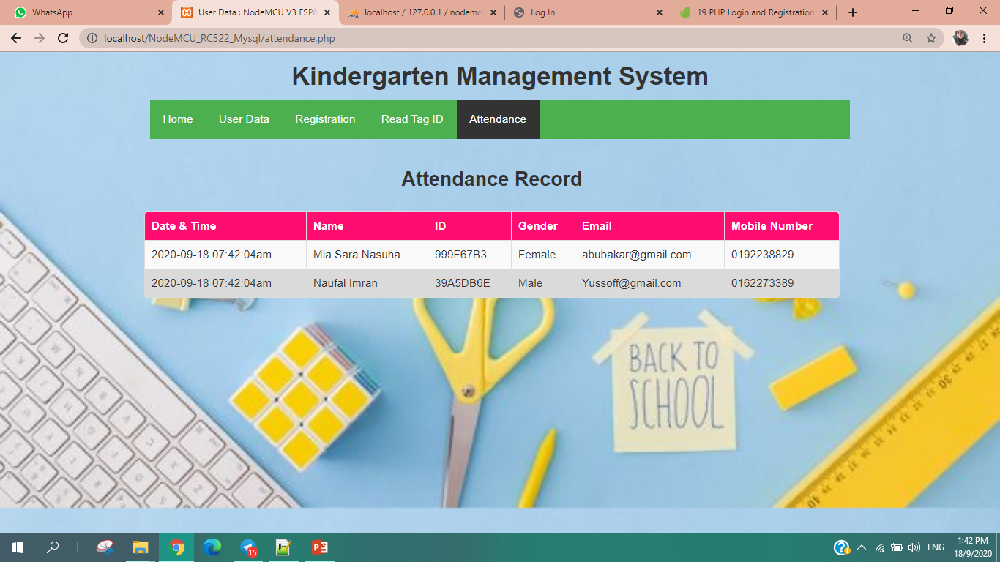 WhatsApp
User Data : NodeMCU V3 ESP8
localhost / 127.0.0.1 / nodemcu
Log In
19 PHP Login and Registration
localhost/NodeMCU_RC522_Mysql/attendance.php
Kindergarten Management System
Home User Data Registration Read Tag ID Attendance
Attendance Record
Date & Time Name ID Gender Email Mobile Number
2020-09-18 07:42:04am Mia Sara Nasuha 999F67B3 Female abubakar@gmail.com 0192238829
2020-09-18 07:42:04am Naufal Imran 39A5DB6E Male Yussoff@gmail.com 0162273389
BACK TO
SCHOOL
30
40
15
ENG
1:42 PM
18/9/2020